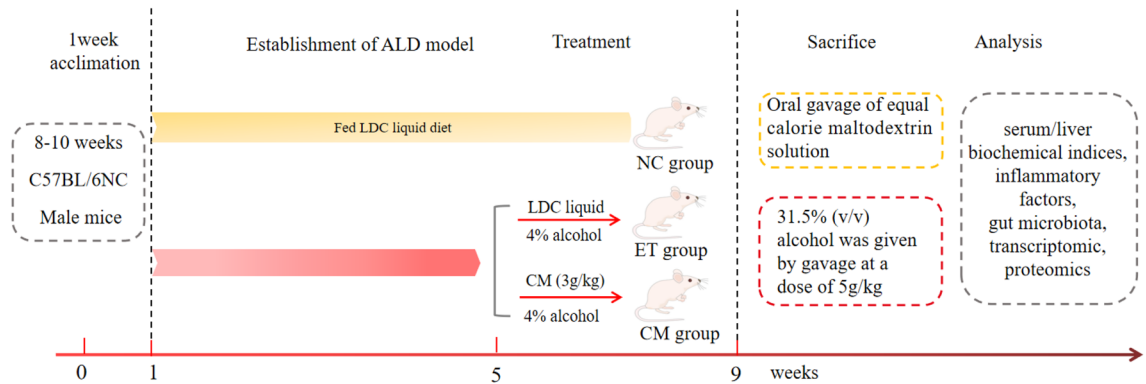 1week
acclimation
Establishment of ALD model
Treatment
Sacrifice
Analysis
8-10 weeks
C57BL/6NC
Male mice
Fed LDC liquid diet
NC group
LDC liquid
4% alcohol
ET group
CM (3g/kg)
4% alcohol
CM group
Oral gavage of equal
calorie maltodextrin
solution
31.5% (v/v)
alcohol was given
by gavage at a
dose of 5g/kg
serum/liver
biochemical indices,
inflammatory
factors,
gut microbiota,
transcriptomic,
proteomics
0
1
5
9
weeks